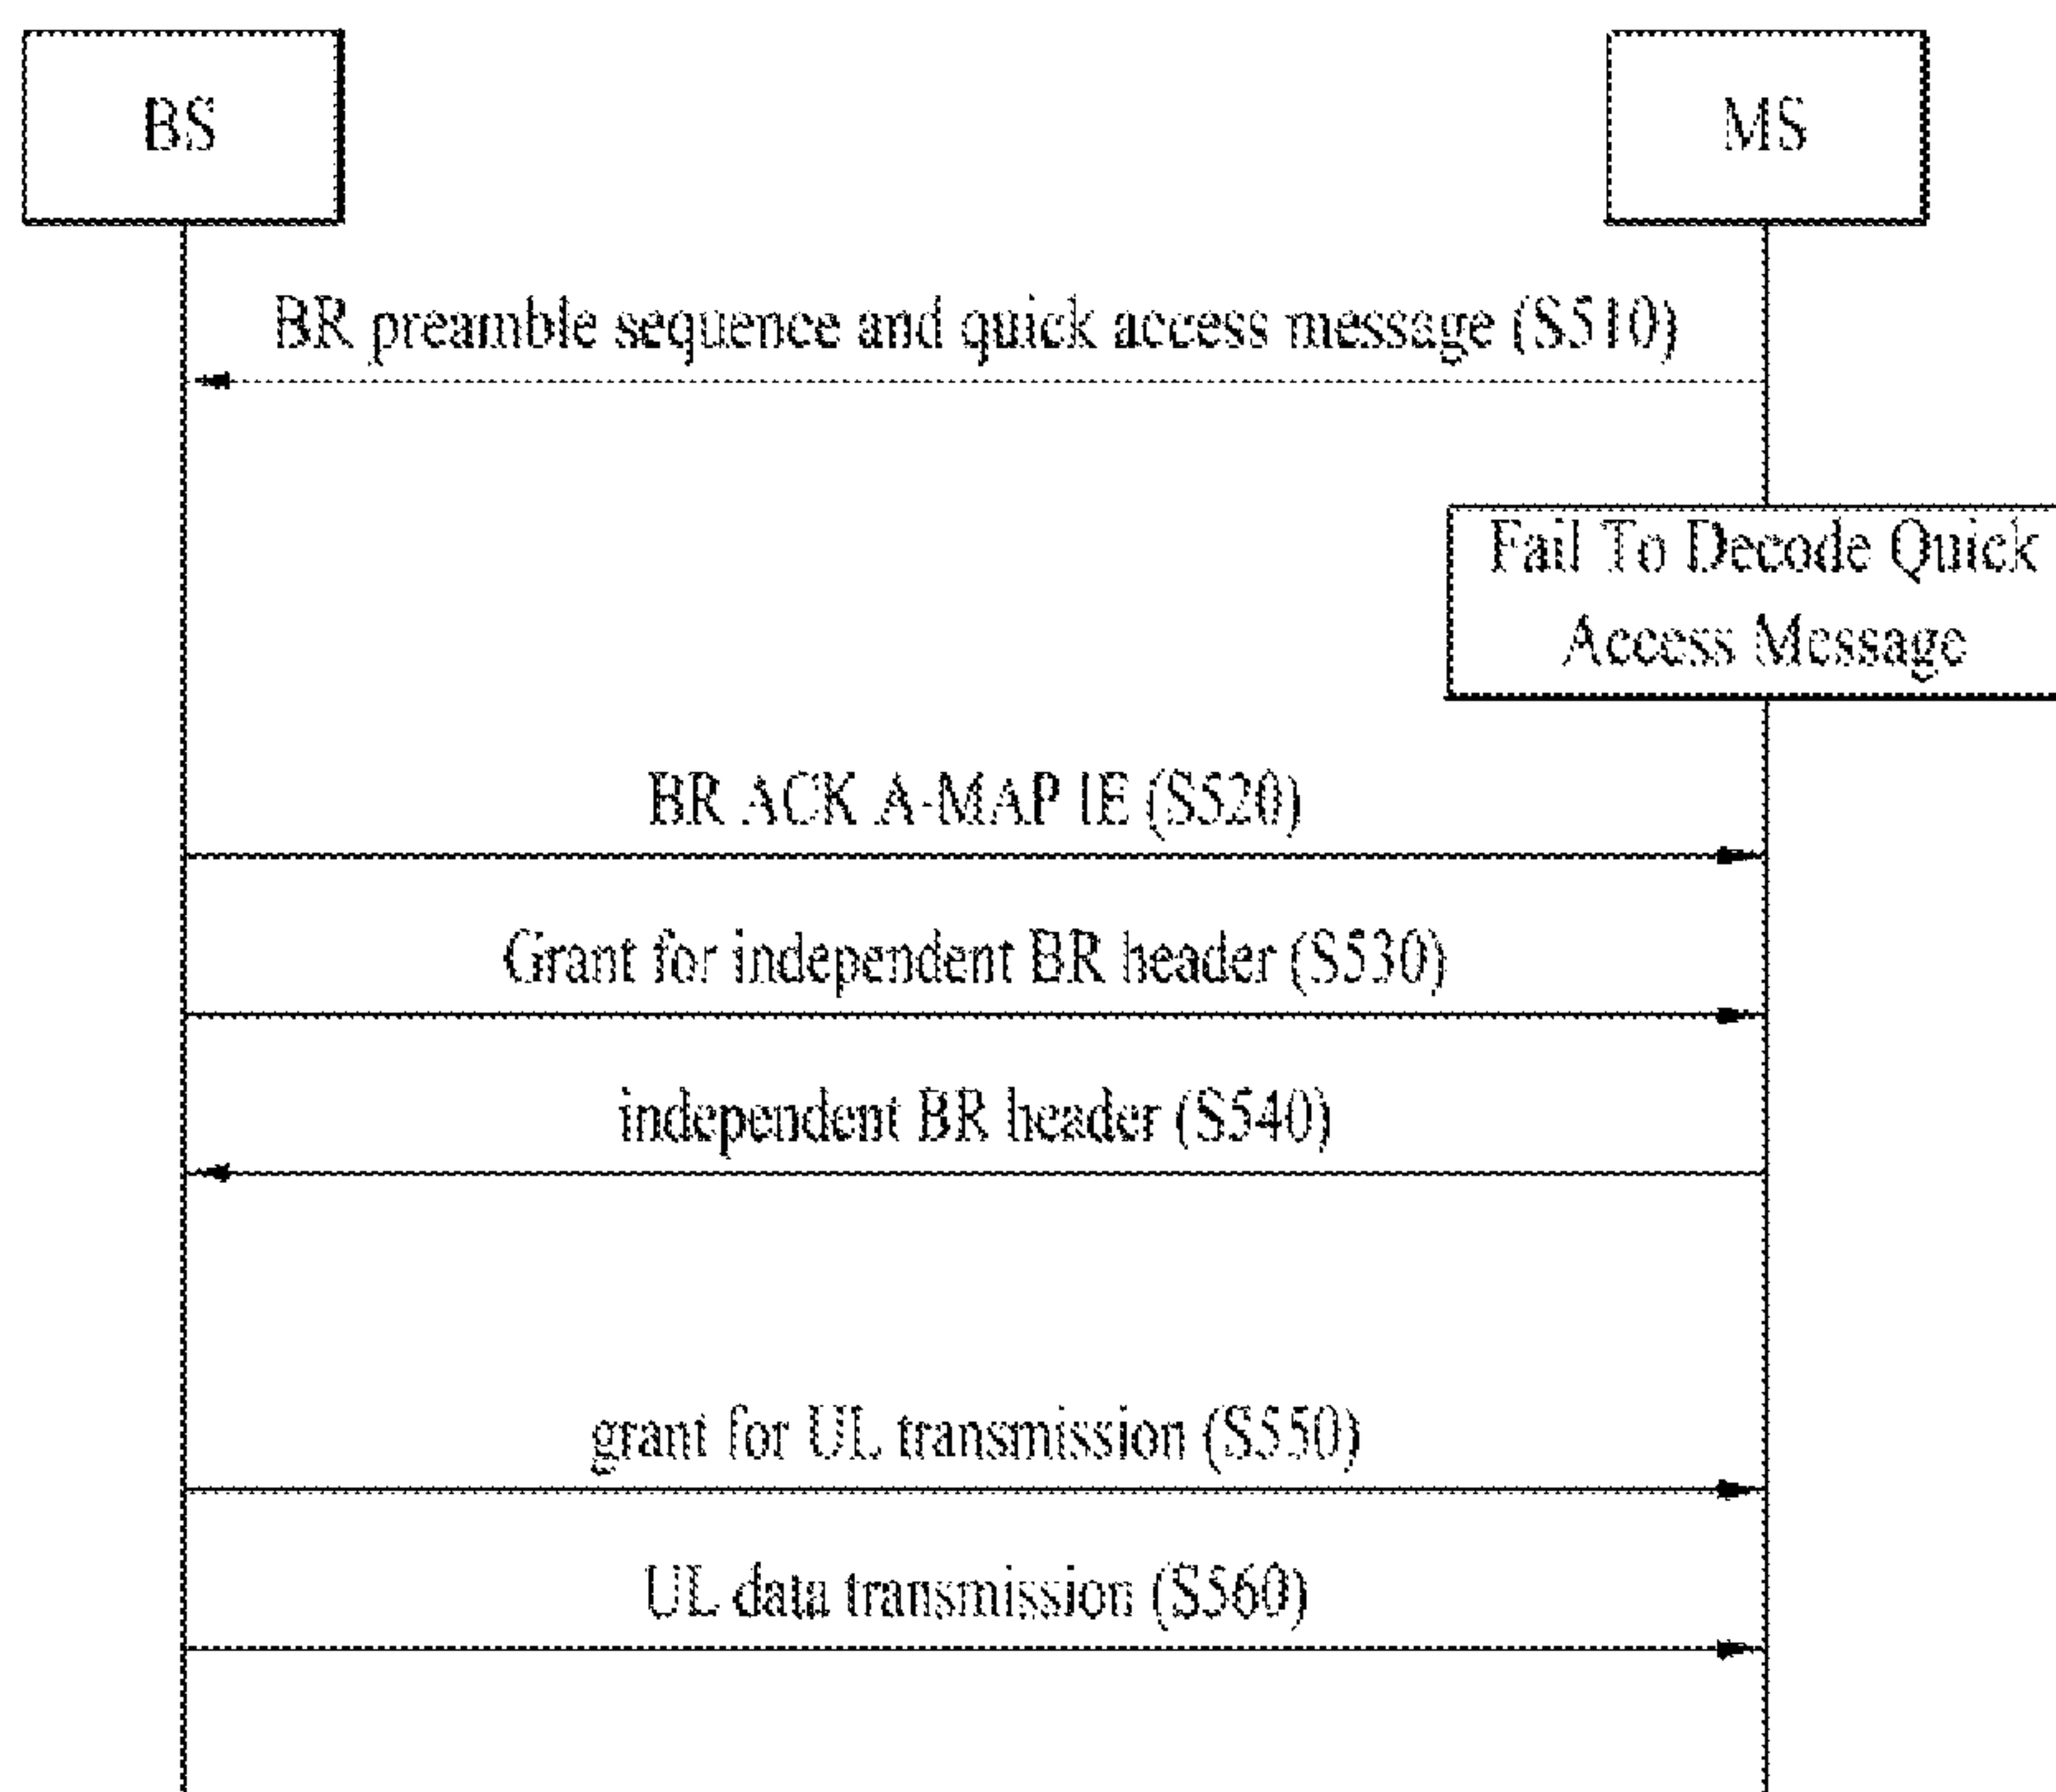 BS
MS
BR preamble sequence and quick access message (S510)
Fail To Decode Quick
Access Message
BR ACK A-MAP IE (S520)
Grant for independent BR header (S530)
independent BR header (S540)
grant for UL transmission (S550)
UL data transmission (S560)